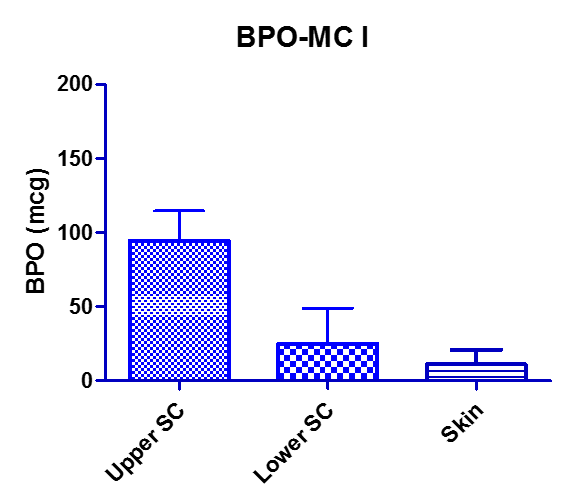 BPO-MC I
200
150
100
50
0
BPO (mcg)
Upper SC
Lower SC
Skin